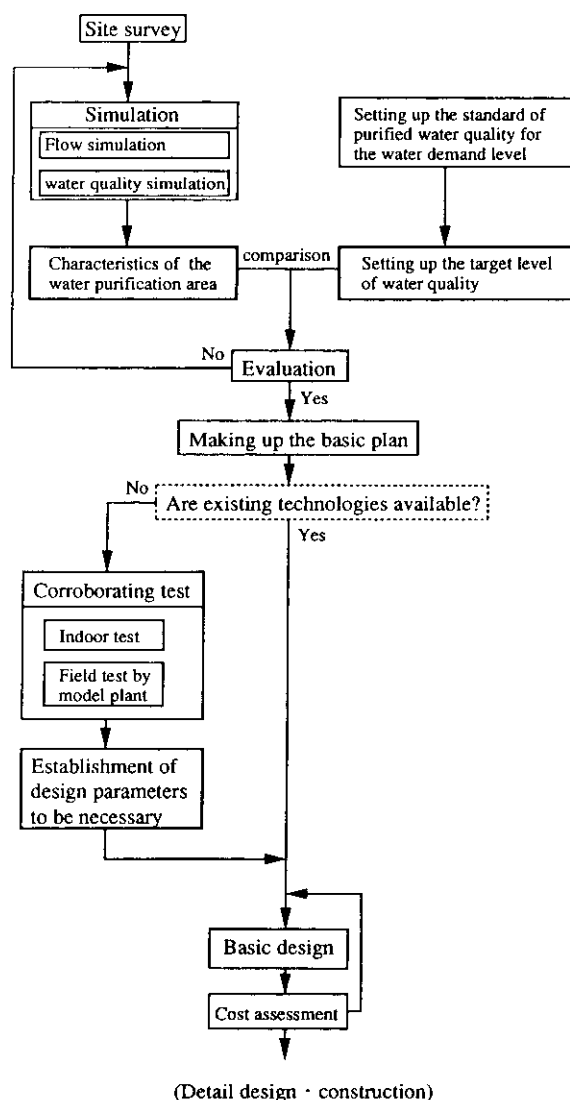 Site survey
Simulation
Flow simulation
water quality simulation
Setting up the standard of
purified water quality for
the water demand level
Characteristics of the
water purification area
comparison
Setting up the target level
of water quality
No
Evaluation
Yes
Making up the basic plan
No
Are existing technologies available?
Yes
Corroborating test
Indoor test
Field test by
model plant
Establishment of
design parameters
to be necessary
Basic design
Cost assessment
(Detail design · construction)